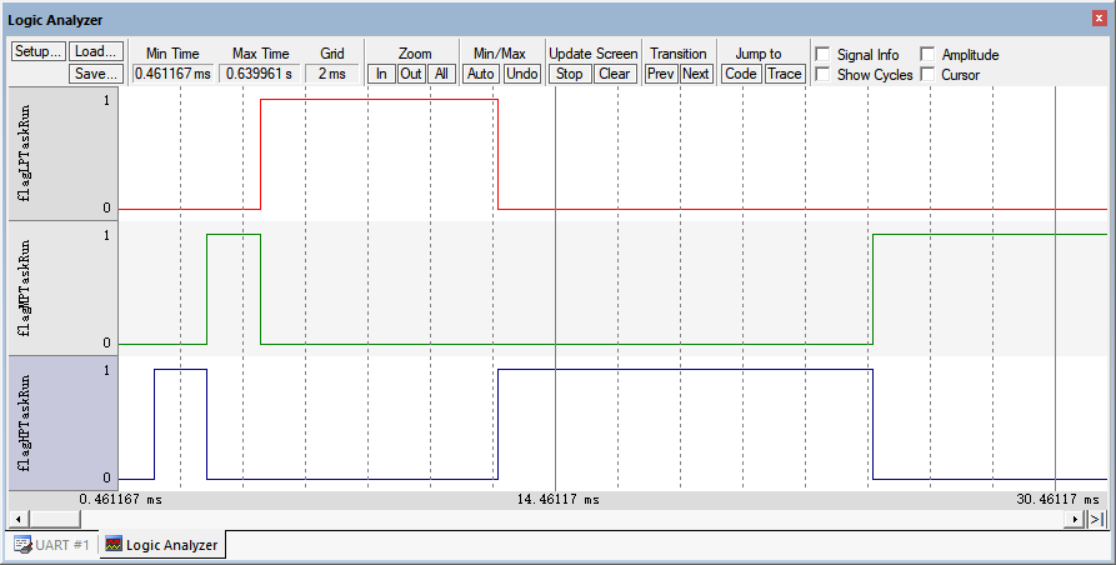 Logic Analyzer
Setup... Load... Min Time Max Time Grid Zoom Min/Max Update Screen Transition Jump to Signal Info Amplitude
Save... 0.461167 ms 0.639961 s 2 ms In Out All Auto Undo Stop Clear Prev Next Code Trace Show Cycles Cursor
flagLPTaskRun
1
0
flagMPTaskRun
1
0
flagHPTaskRun
1
0
0.461167 ms 14.46117 ms 30.46117 ms
UART #1 Logic Analyzer